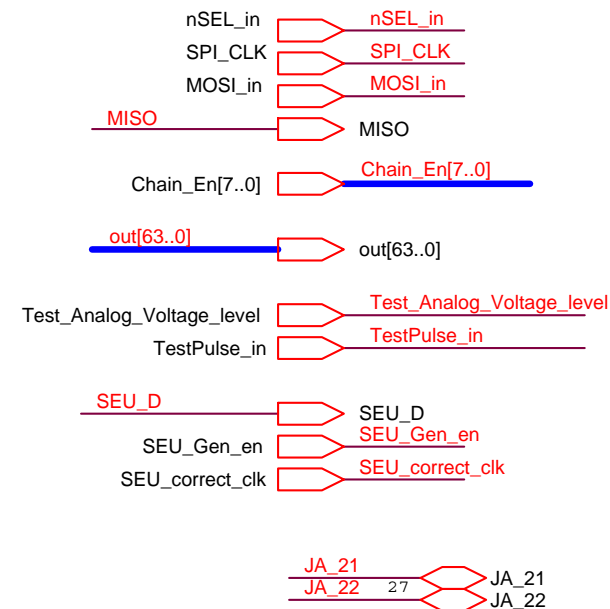 nSEL_in nSEL_in
SPI_CLK SPI_CLK
MOSI_in MOSI_in
MISO MISO
Chain_En[7..0] Chain_En[7..0]
out[63..0] out[63..0]
Test_Analog_Voltage_level Test_Analog_Voltage_level
TestPulse_in TestPulse_in
SEU_D SEU_D
SEU_Gen_en SEU_Gen_en
SEU_correct_clk SEU_correct_clk
JA_21 JA_21
JA_22 27 JA_22